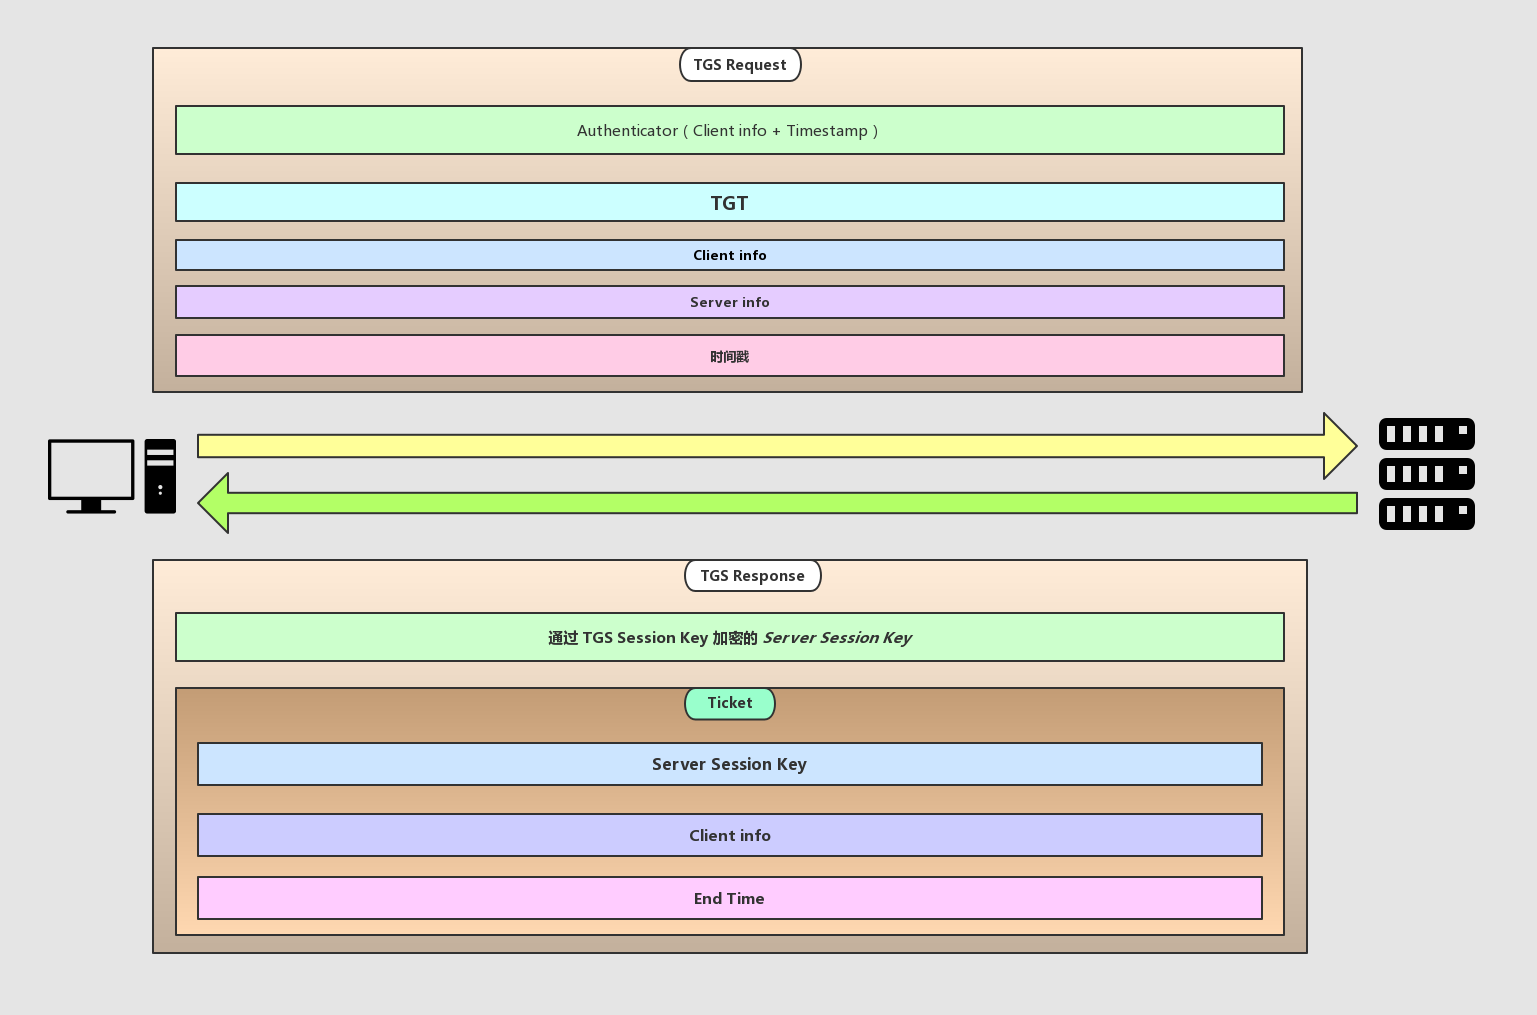 TGS Request
Authenticator ( Client info + Timestamp )
TGT
Client info
Server info
时间戳
TGS Response
通过 TGS Session Key 加密的 Server Session Key
Ticket
Server Session Key
Client info
End Time